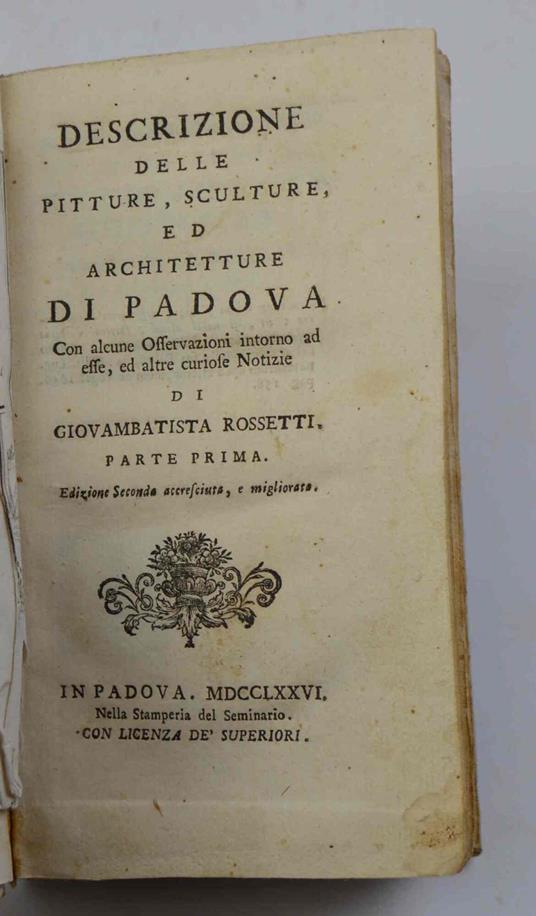 DESCRIZIONE
DELLE
PITTURE, SCULTURE,
ED
ARCHITETTURE
DI PADOVA
Con alcune Oſſervazioni intorno ad
eſſe, ed altre curioſe Notizie
DI
GIOVAMBATISTA ROSSETTI.
PARTE PRIMA.
Edizione Seconda accreſciuta, e migliorata.
IN PADOVA. MDCCLXXVI.
Nella Stamperia del Seminario.
CON LICENZA DE' SUPERIORI.